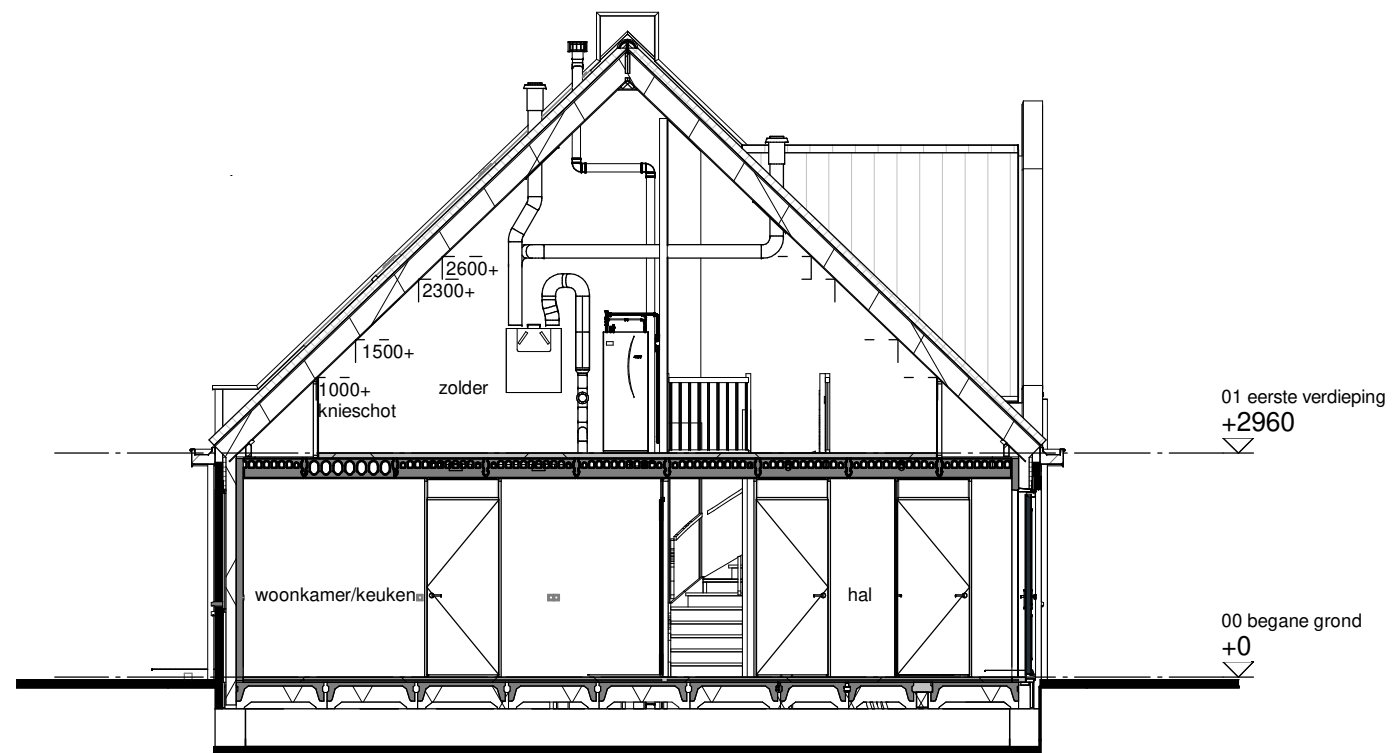 2600+
2300+
1500+
1000+
knieschot
zolder
01 eerste verdieping
+2960
woonkamer/keuken
hal
00 begane grond
+0